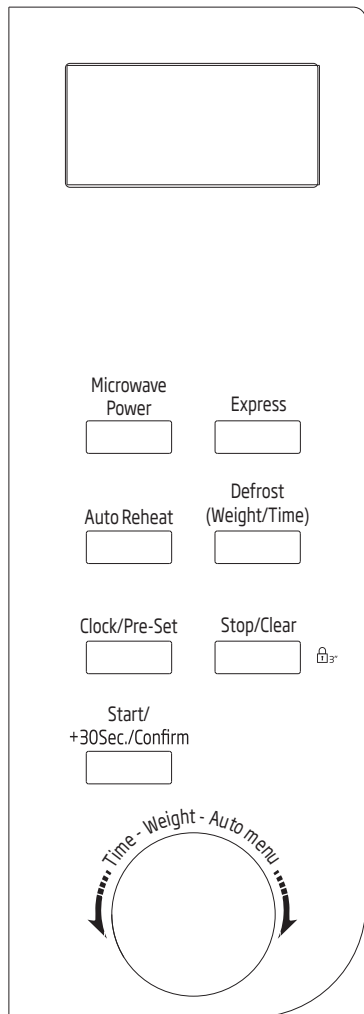 Microwave
Power
Express
Auto Reheat
Defrost
(Weight/Time)
Clock/Pre-Set
Stop/Clear
3"
Start/
+30Sec./Confirm
Time - Weight - Auto menu